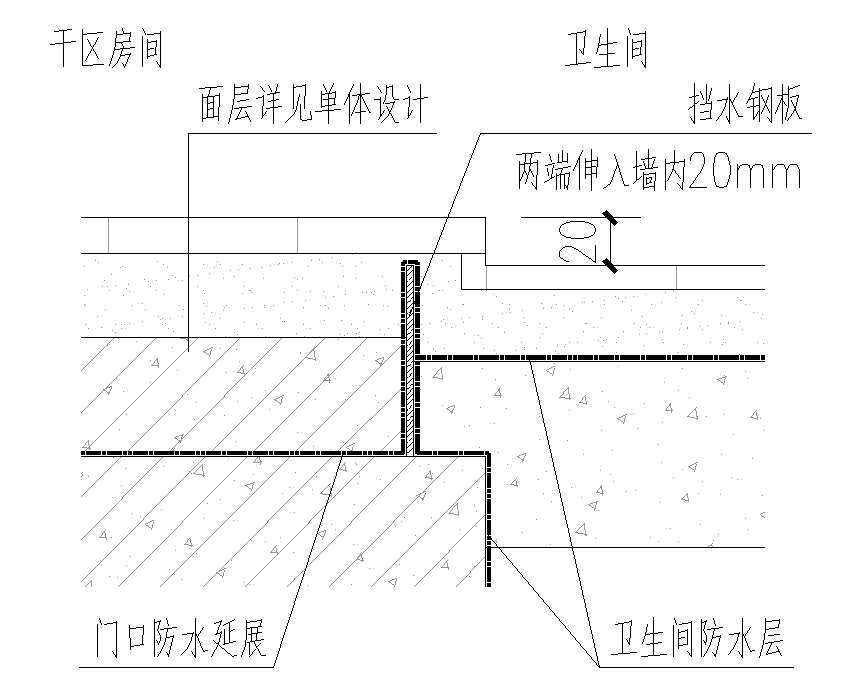 干区房间
卫生间
面层详见单体设计
挡水钢板
两端伸入墙内20mm
20
门口防水延展
卫生间防水层